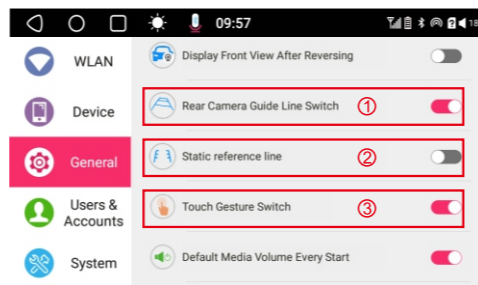 09:57
18
WLAN
Display Front View After Reversing
Device
Rear Camera Guide Line Switch ①
General
Static reference line ②
Users &
Accounts
Touch Gesture Switch ③
System
Default Media Volume Every Start